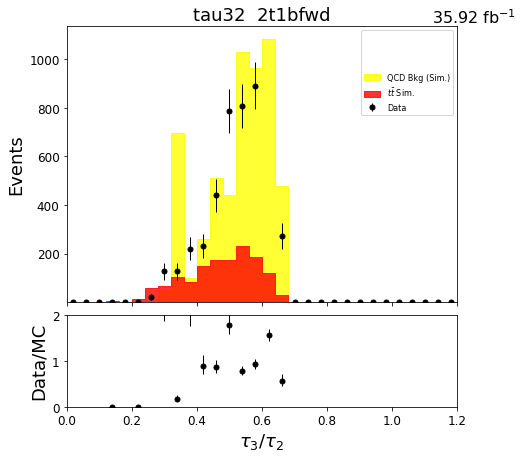 tau32 2t1bfwd
35.92 fb⁻¹
QCD Bkg (Sim.)
tt̄ Sim.
Data
Events
1000
800
600
400
200
Data/MC
2
1
0
0.0 0.2 0.4 0.6 0.8 1.0 1.2
τ₃/τ₂